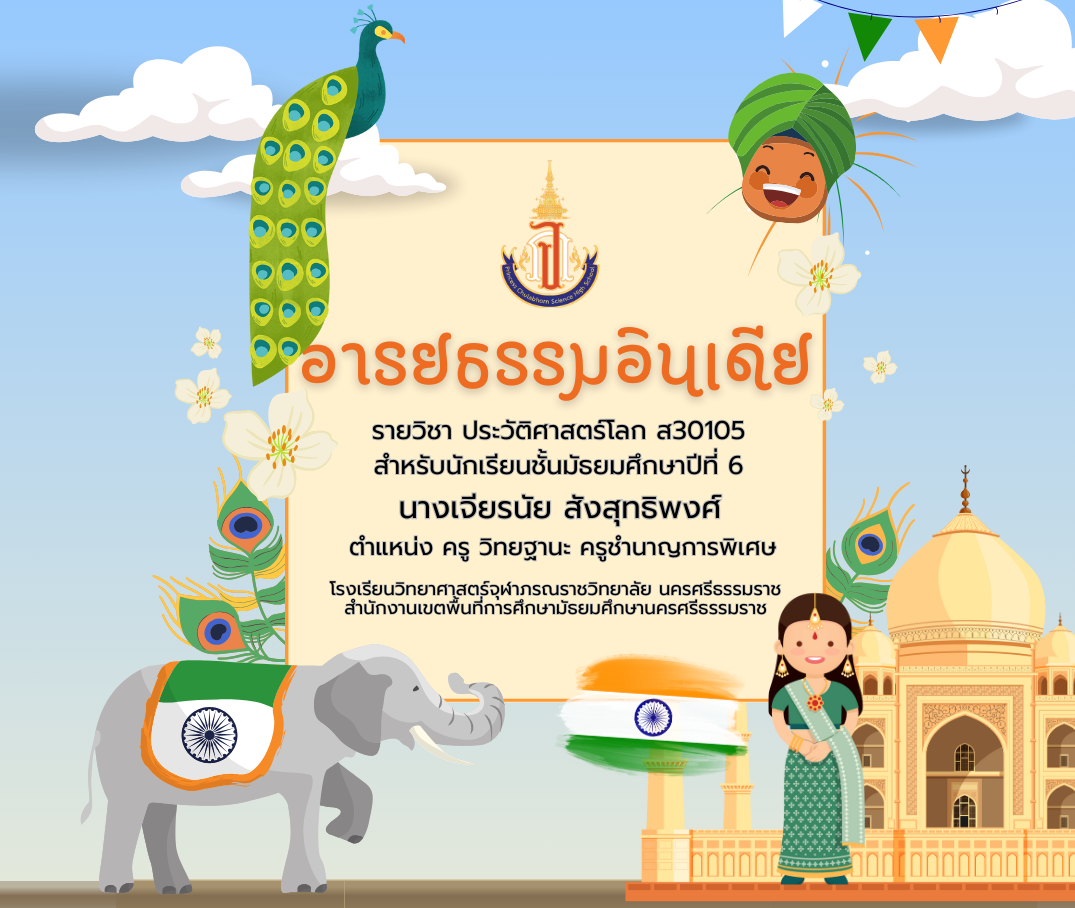 Princess Chulabhorn Science High School
อารยธรรมอินเดีย
รายวิชา ประวัติศาสตร์โลก ส30105
สำหรับนักเรียนชั้นมัธยมศึกษาปีที่ 6
นางเจียรนัย สังสุทธิพงศ์
ตำแหน่ง ครู วิทยฐานะ ครูชำนาญการพิเศษ
โรงเรียนวิทยาศาสตร์จุฬาภรณราชวิทยาลัย นครศรีธรรมราช
สำนักงานเขตพื้นที่การศึกษามัธยมศึกษานครศรีธรรมราช